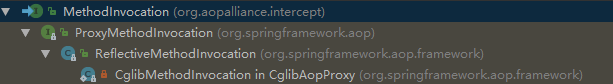 MethodInvocation (org.aopalliance.intercept)
ProxyMethodInvocation (org.springframework.aop)
ReflectiveMethodInvocation (org.springframework.aop.framework)
CglibMethodInvocation in CglibAopProxy (org.springframework.aop.framework)